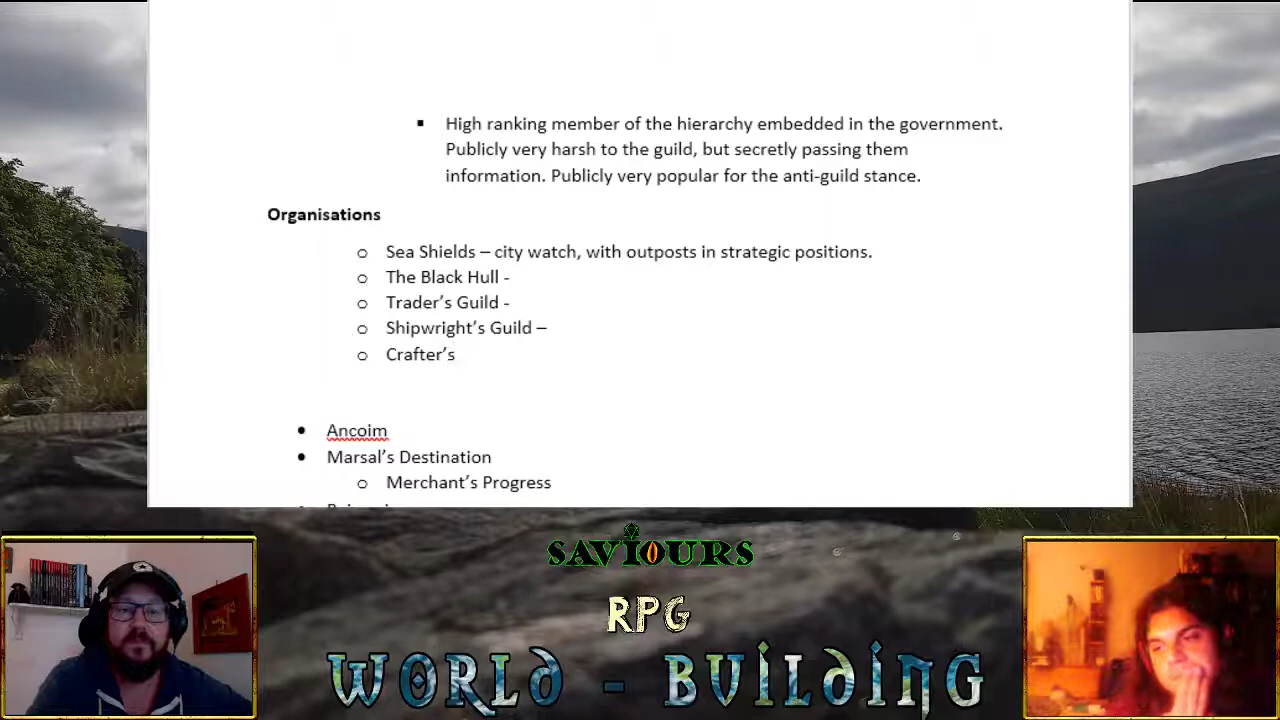 ▪ High ranking member of the hierarchy embedded in the government.
Publicly very harsh to the guild, but secretly passing them
information. Publicly very popular for the anti-guild stance.
Organisations
o Sea Shields – city watch, with outposts in strategic positions.
o The Black Hull -
o Trader’s Guild -
o Shipwright’s Guild –
o Crafter’s
• Ancoim
• Marsal’s Destination
o Merchant’s Progress
SAVIOURS
RPG
WORLD - BUILDING